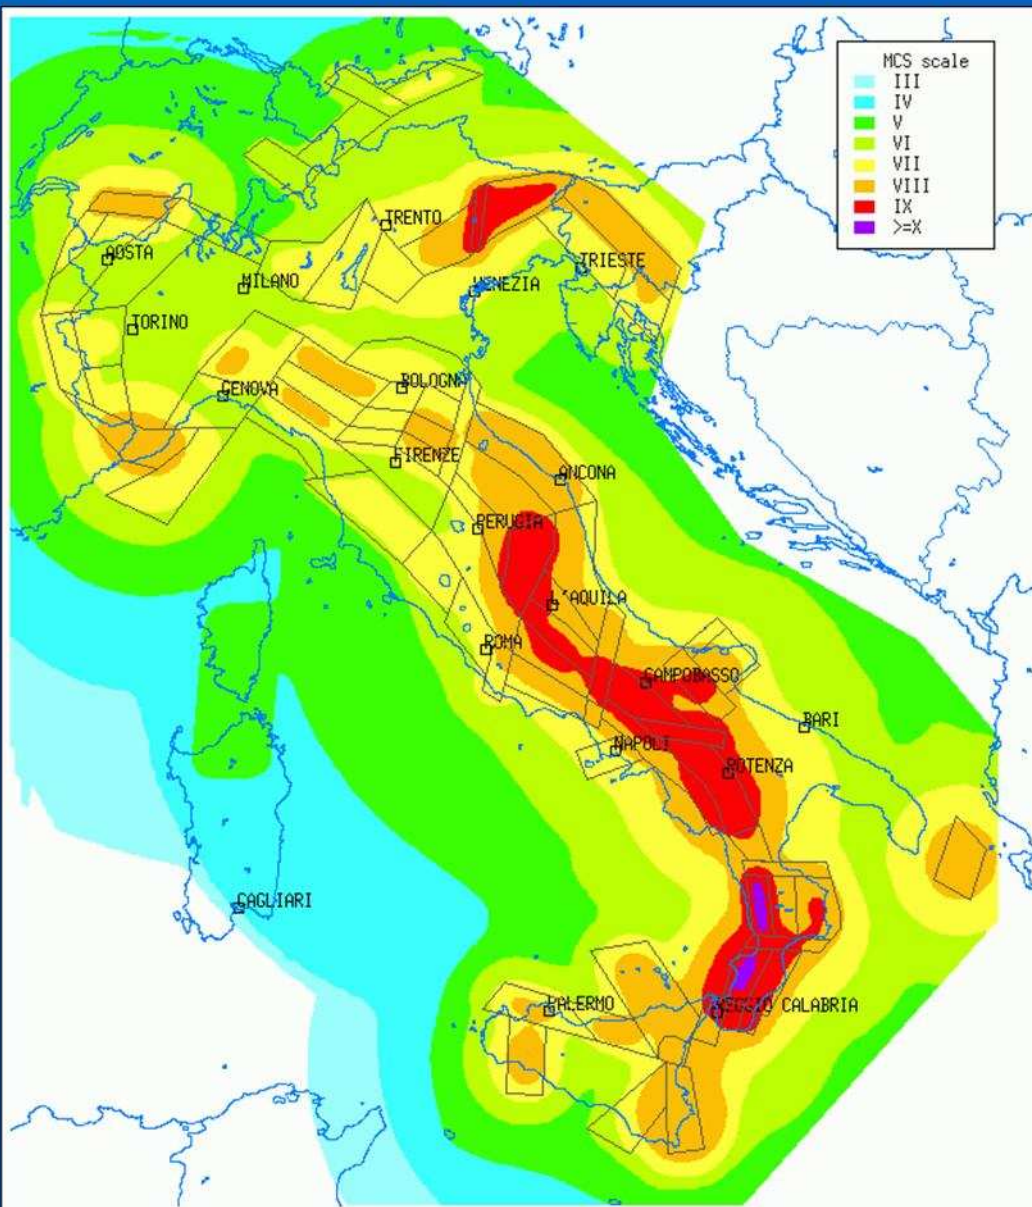 MCS scale
III
IV
V
VI
VII
VIII
IX
>=X
TRENTO
AOSTA
TRIESTE
MILANO
VENEZIA
TORINO
BOLOGNA
GENOVA
FIRENZE
ANCONA
PERUGIA
L'AQUILA
ROMA
CAMPOBASSO
BARI
NAPOLI
POTENZA
CAGLIARI
PALERMO
REGGIO CALABRIA